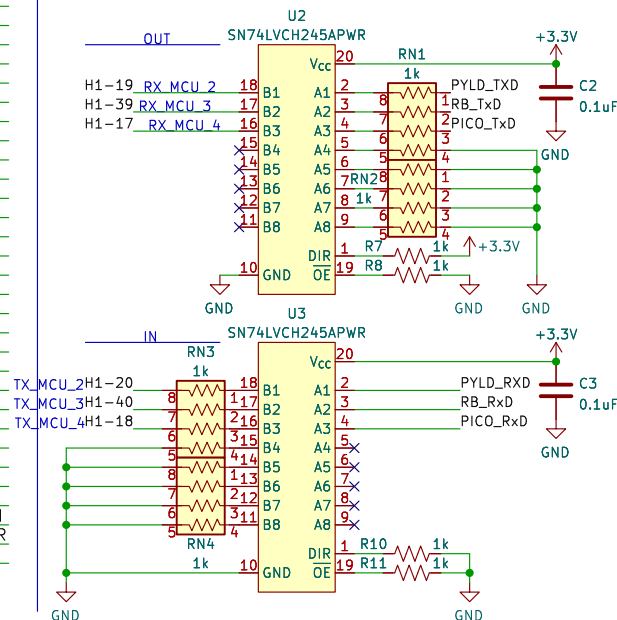 U2
OUT
SN74LVCH245APWR
+3.3V
20
Vcc
RN1
1k
C2
0.1uF
GND
H1-19 RX_MCU_2 18 B1 A1 2 8 1 PYLD_TXD
H1-39 RX_MCU_3 17 B2 A2 3 7 2 RB_TxD
H1-17 RX_MCU_4 16 B3 A3 4 6 3 PICO_TxD
15 B4 A4 5 5 4
14 B5 A5 6 8 1
13 B6 A6 7 RN2 7 2
12 B7 A7 8 1k 6 3
11 B8 A8 9 5 4
DIR 1 R7 1k +3.3V
10 GND OE 19 R8 1k
GND
GND
GND
U3
IN
SN74LVCH245APWR
+3.3V
RN3
1k
20
Vcc
C3
0.1uF
GND
TX_MCU_2 H1-20 8 1 18 B1 A1 2 PYLD_RXD
TX_MCU_3 H1-40 7 2 17 B2 A2 3 RB_RxD
TX_MCU_4 H1-18 6 3 16 B3 A3 4 PICO_RxD
5 4 15 B4 A4 5
8 1 14 B5 A5 6
7 2 13 B6 A6 7
6 3 12 B7 A7 8
5 4 11 B8 A8 9
RN4
1k
DIR 1 R10 1k
10 GND OE 19 R11 1k
GND
GND
R